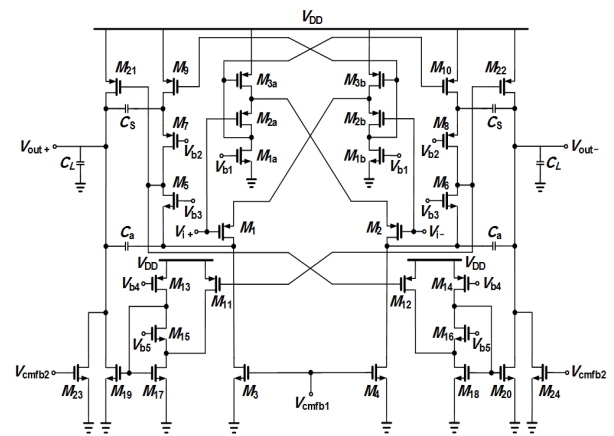 VDD
M21 M9 M3a M3b M10 M22
CS M7 M2a M2b M8 CS
Vout+ Vb2 Vb2 Vout−
CL M1a M1b CL
M5 Vb1 Vb1 M6
Vb3 Vb3
Vi+ M1 M2 Vi−
Ca Ca
VDD VDD
Vb4 M13 M11 M12 M14 Vb4
M15 M16
Vb5 Vb5
Vcmfb2 Vcmfb2
M23 M19 M17 M3 M4 M18 M20 M24
Vcmfb1